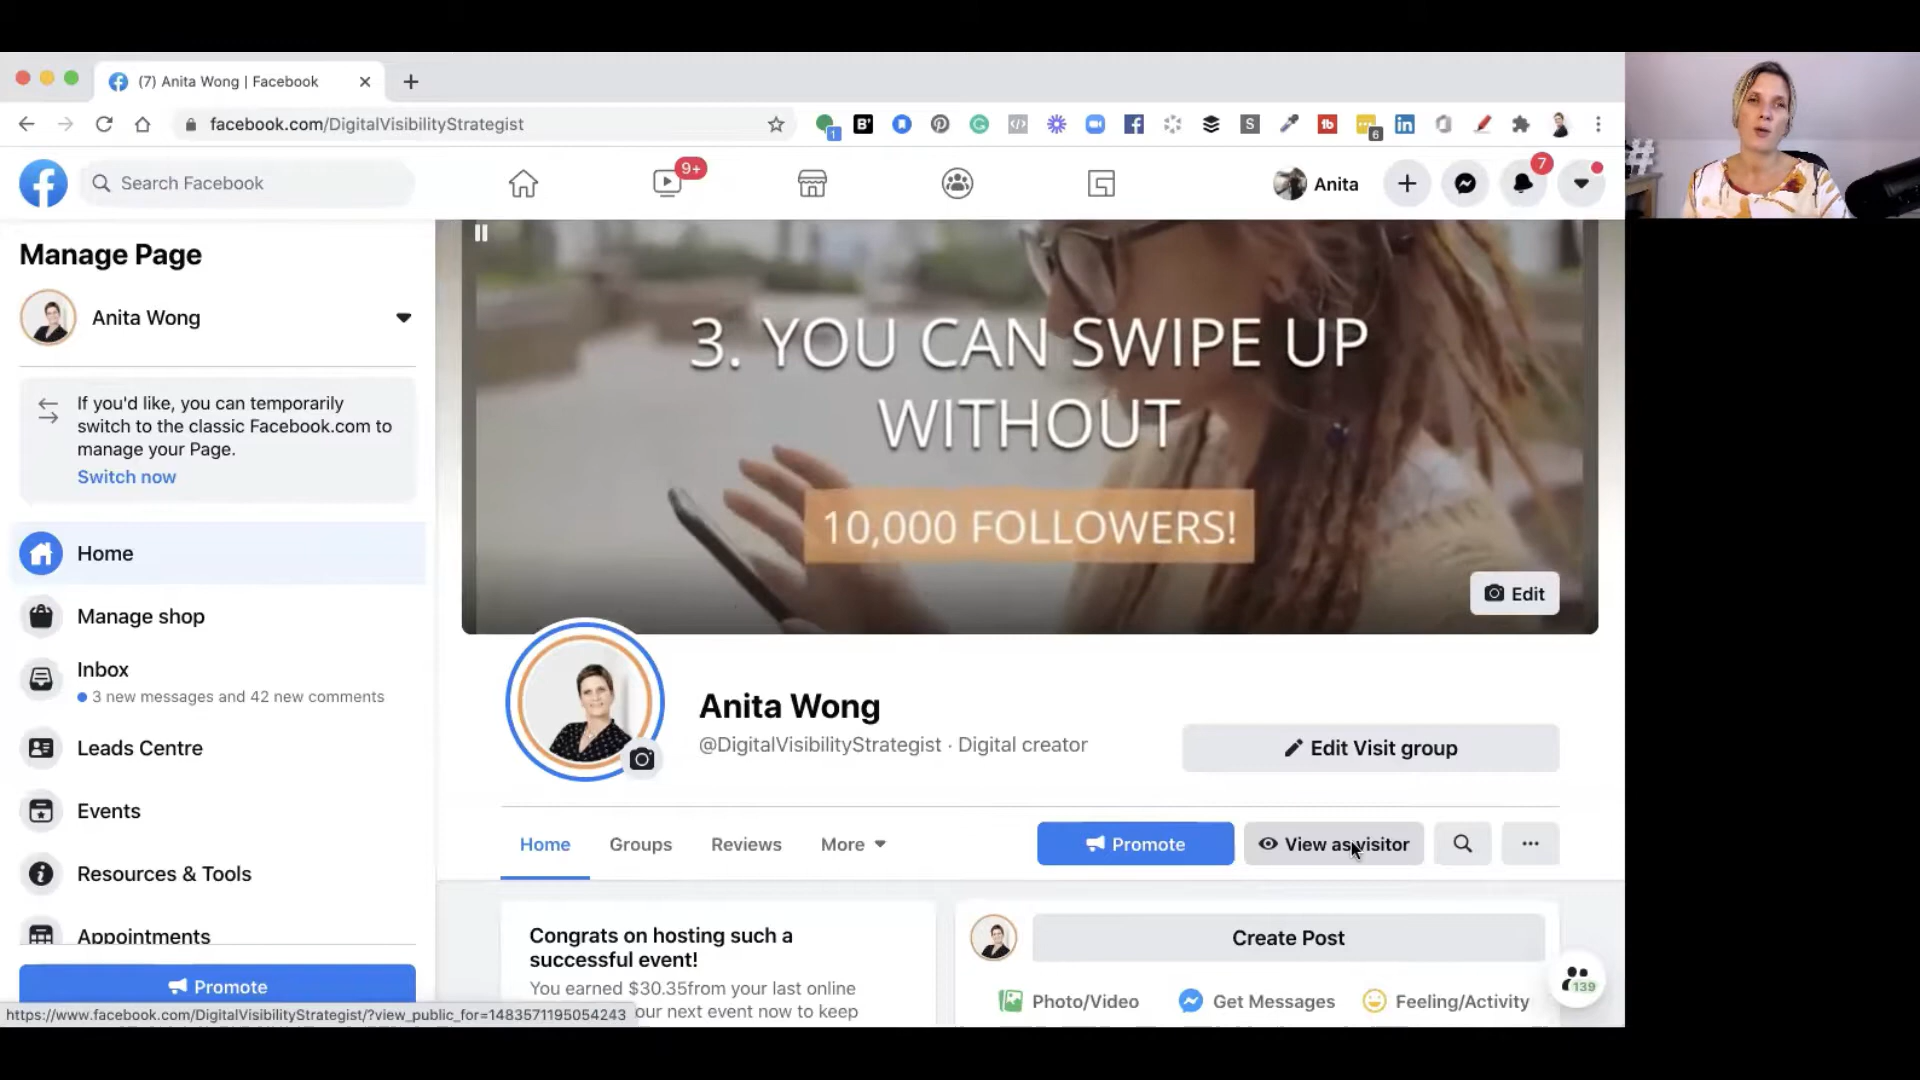 (7) Anita Wong | Facebook
facebook.com/DigitalVisibilityStrategist
1
B'
S
tb
6
in
Search Facebook
9+
Anita
7
Manage Page
Anita Wong
If you'd like, you can temporarily
switch to the classic Facebook.com to
manage your Page.
Switch now
Home
Manage shop
Inbox
3 new messages and 42 new comments
Leads Centre
Events
Resources & Tools
Appointments
Promote
https://www.facebook.com/DigitalVisibilityStrategist/?view_public_for=1483571195054243
3. YOU CAN SWIPE UP
WITHOUT
10,000 FOLLOWERS!
Edit
Anita Wong
@DigitalVisibilityStrategist · Digital creator
Edit Visit group
Home
Groups
Reviews
More
Promote
View as visitor
Congrats on hosting such a
successful event!
You earned $30.35from your last online
our next event now to keep
Create Post
Photo/Video
Get Messages
Feeling/Activity
139